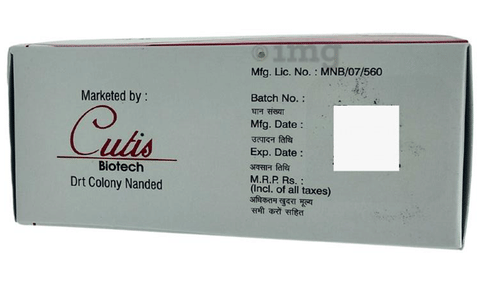 1mg
Marketed by :
Cutis
Biotech
Drt Colony Nanded
Mfg. Lic. No. : MNB/07/560
Batch No. :
घान संख्या
Mfg. Date :
उत्पादन तिथि
Exp. Date :
अवसान तिथि
M.R.P. Rs. :
(Incl. of all taxes)
अधिकतम खुदरा मूल्य
सभी करों सहित